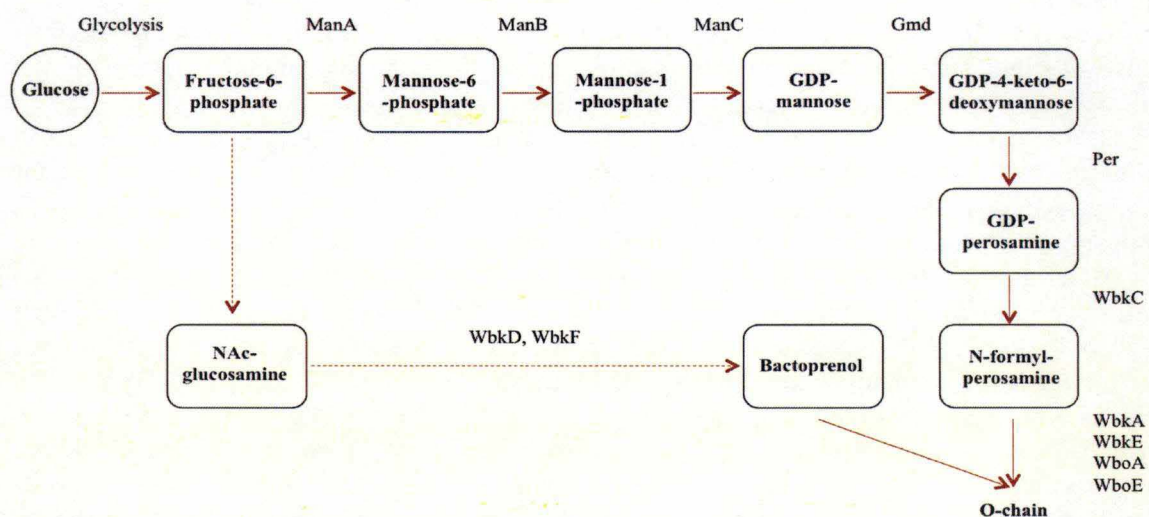 Glycolysis ManA ManB ManC Gmd
Glucose
Fructose-6-
phosphate
Mannose-6
-phosphate
Mannose-1
-phosphate
GDP-
mannose
GDP-4-keto-6-
deoxymannose
Per
GDP-
perosamine
WbkC
NAc-
glucosamine
WbkD, WbkF
Bactoprenol
N-formyl-
perosamine
WbkA
WbkE
WboA
WboE
O-chain